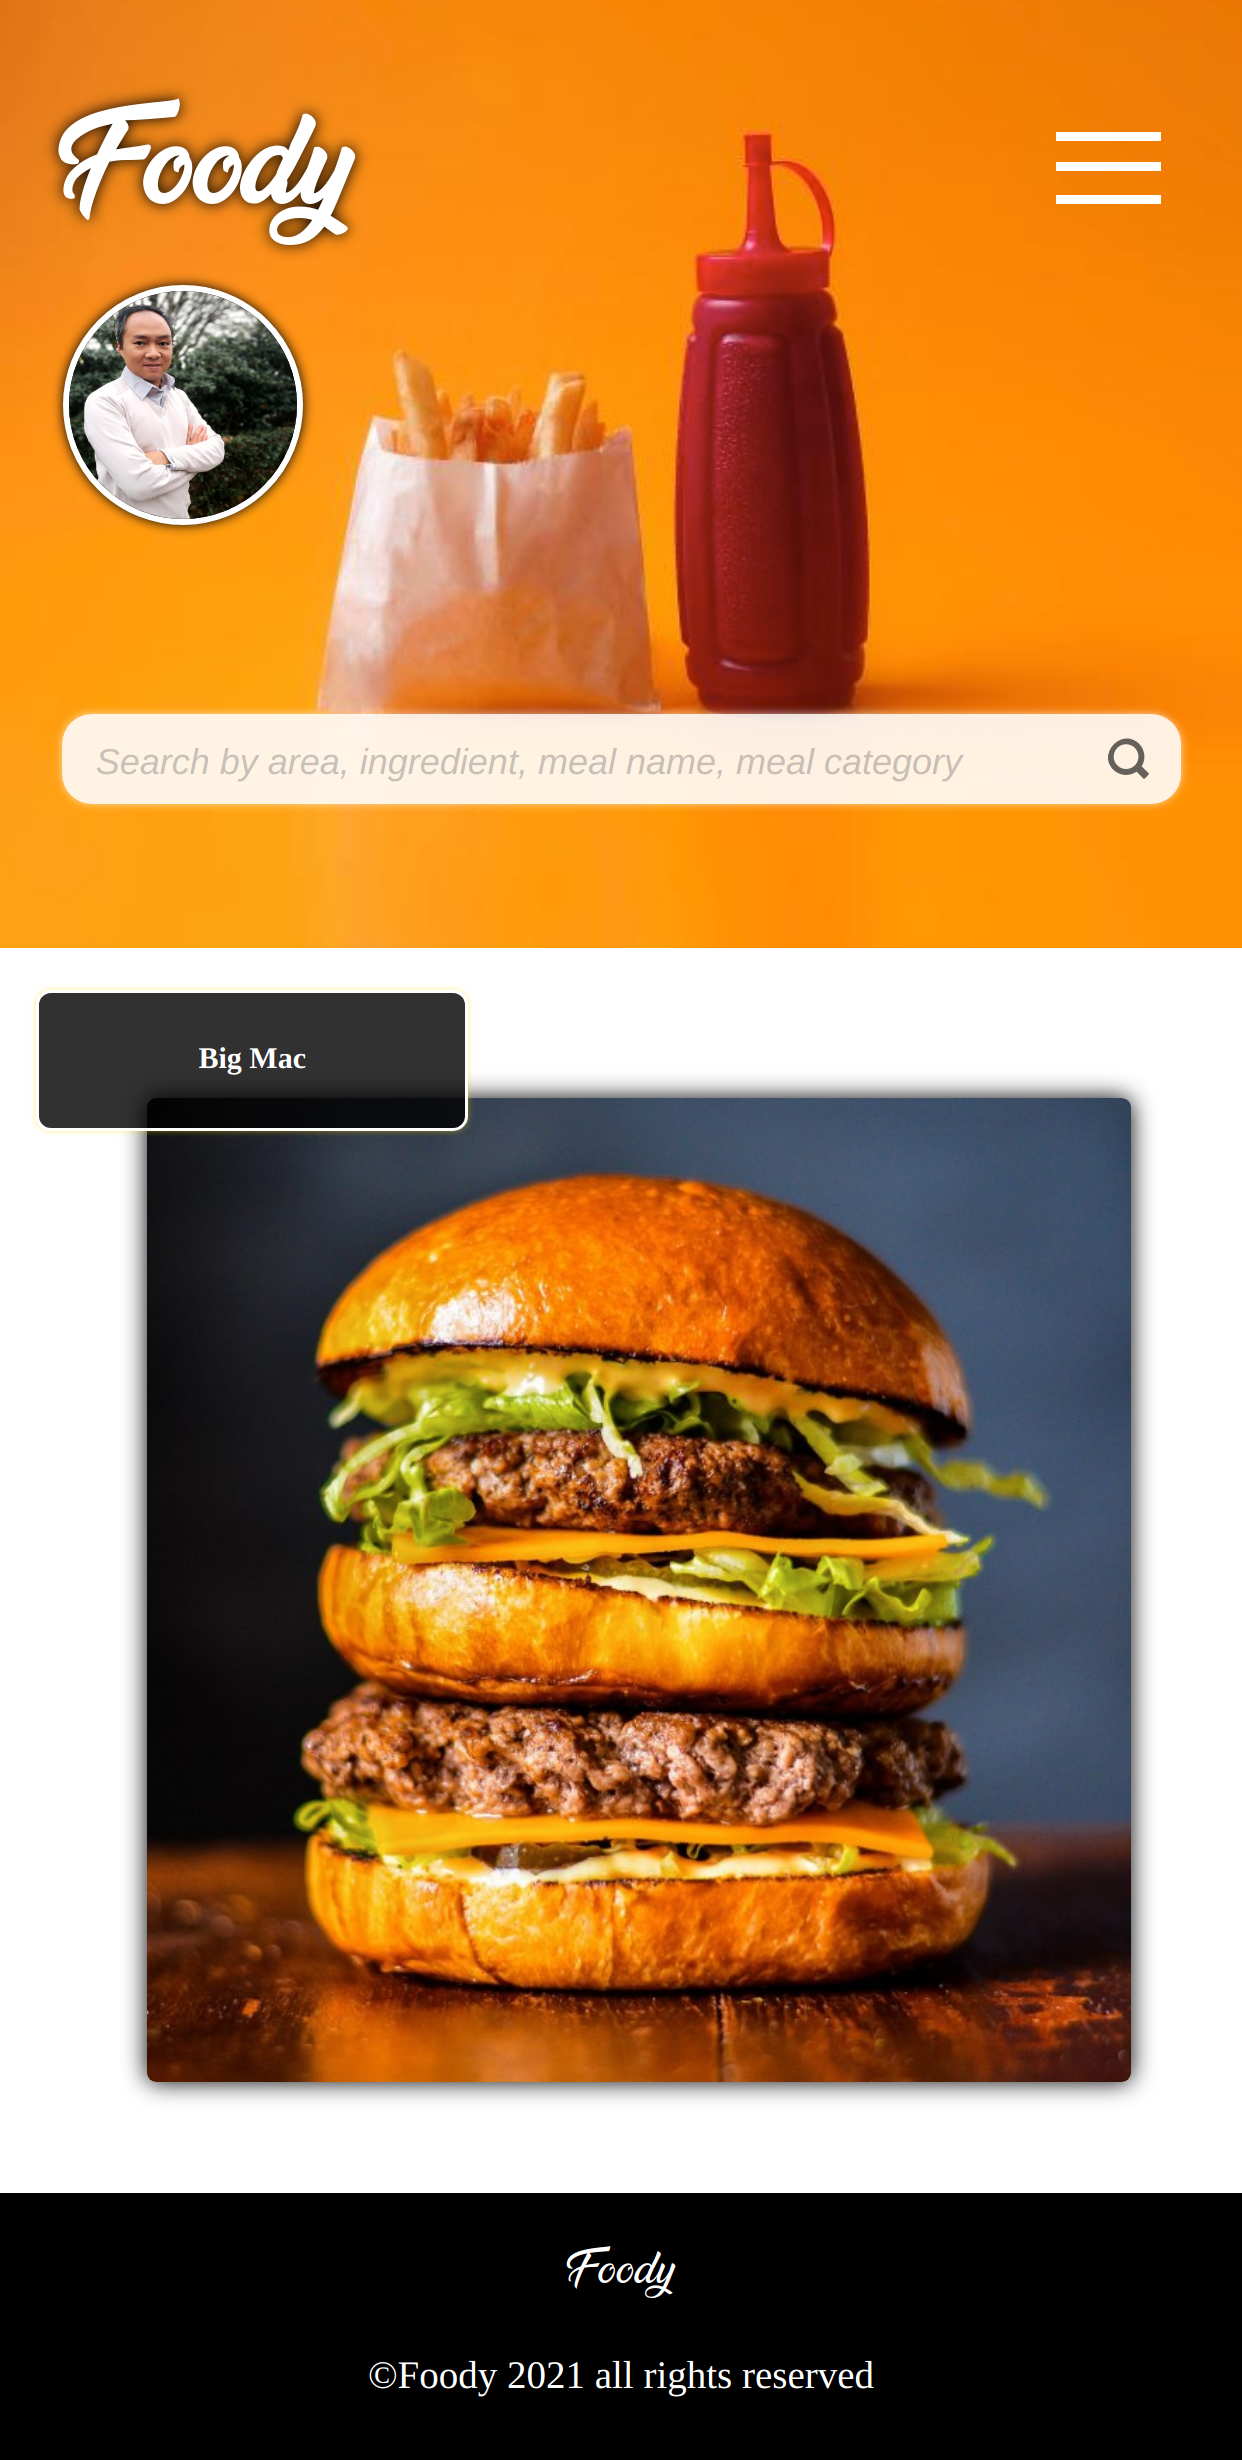 Foody
Search by area, ingredient, meal name, meal category
Big Mac
Foody
©Foody 2021 all rights reserved